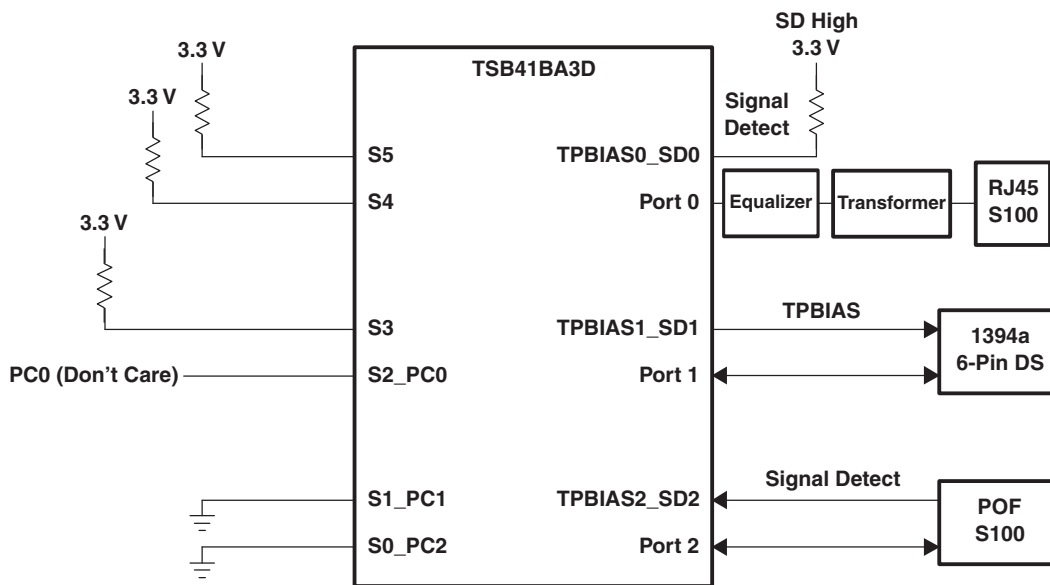 SD High
3.3 V
3.3 V
TSB41BA3D
3.3 V
Signal
Detect
S5
TPBIAS0_SD0
S4
Port 0
Equalizer
Transformer
RJ45
S100
3.3 V
S3
TPBIAS1_SD1
TPBIAS
1394a
6-Pin DS
PC0 (Don't Care)
S2_PC0
Port 1
S1_PC1
TPBIAS2_SD2
Signal Detect
POF
S100
S0_PC2
Port 2